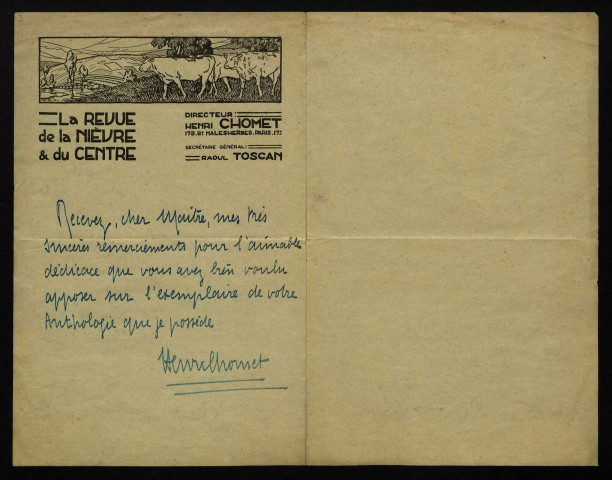 La REVUE
de la NIÈVRE
& du CENTRE
DIRECTEUR:
HENRI CHOMET
178.Bd MALESHERBES.PARIS.17e
SECRÉTAIRE GÉNÉRAL:
RAOUL TOSCAN
Recevez, cher Maître, mes très
sincères remerciements pour l'aimable
dédicace que vous avez bien voulu
apposer sur l'exemplaire de votre
Anthologie que je possède
Henri Chomet